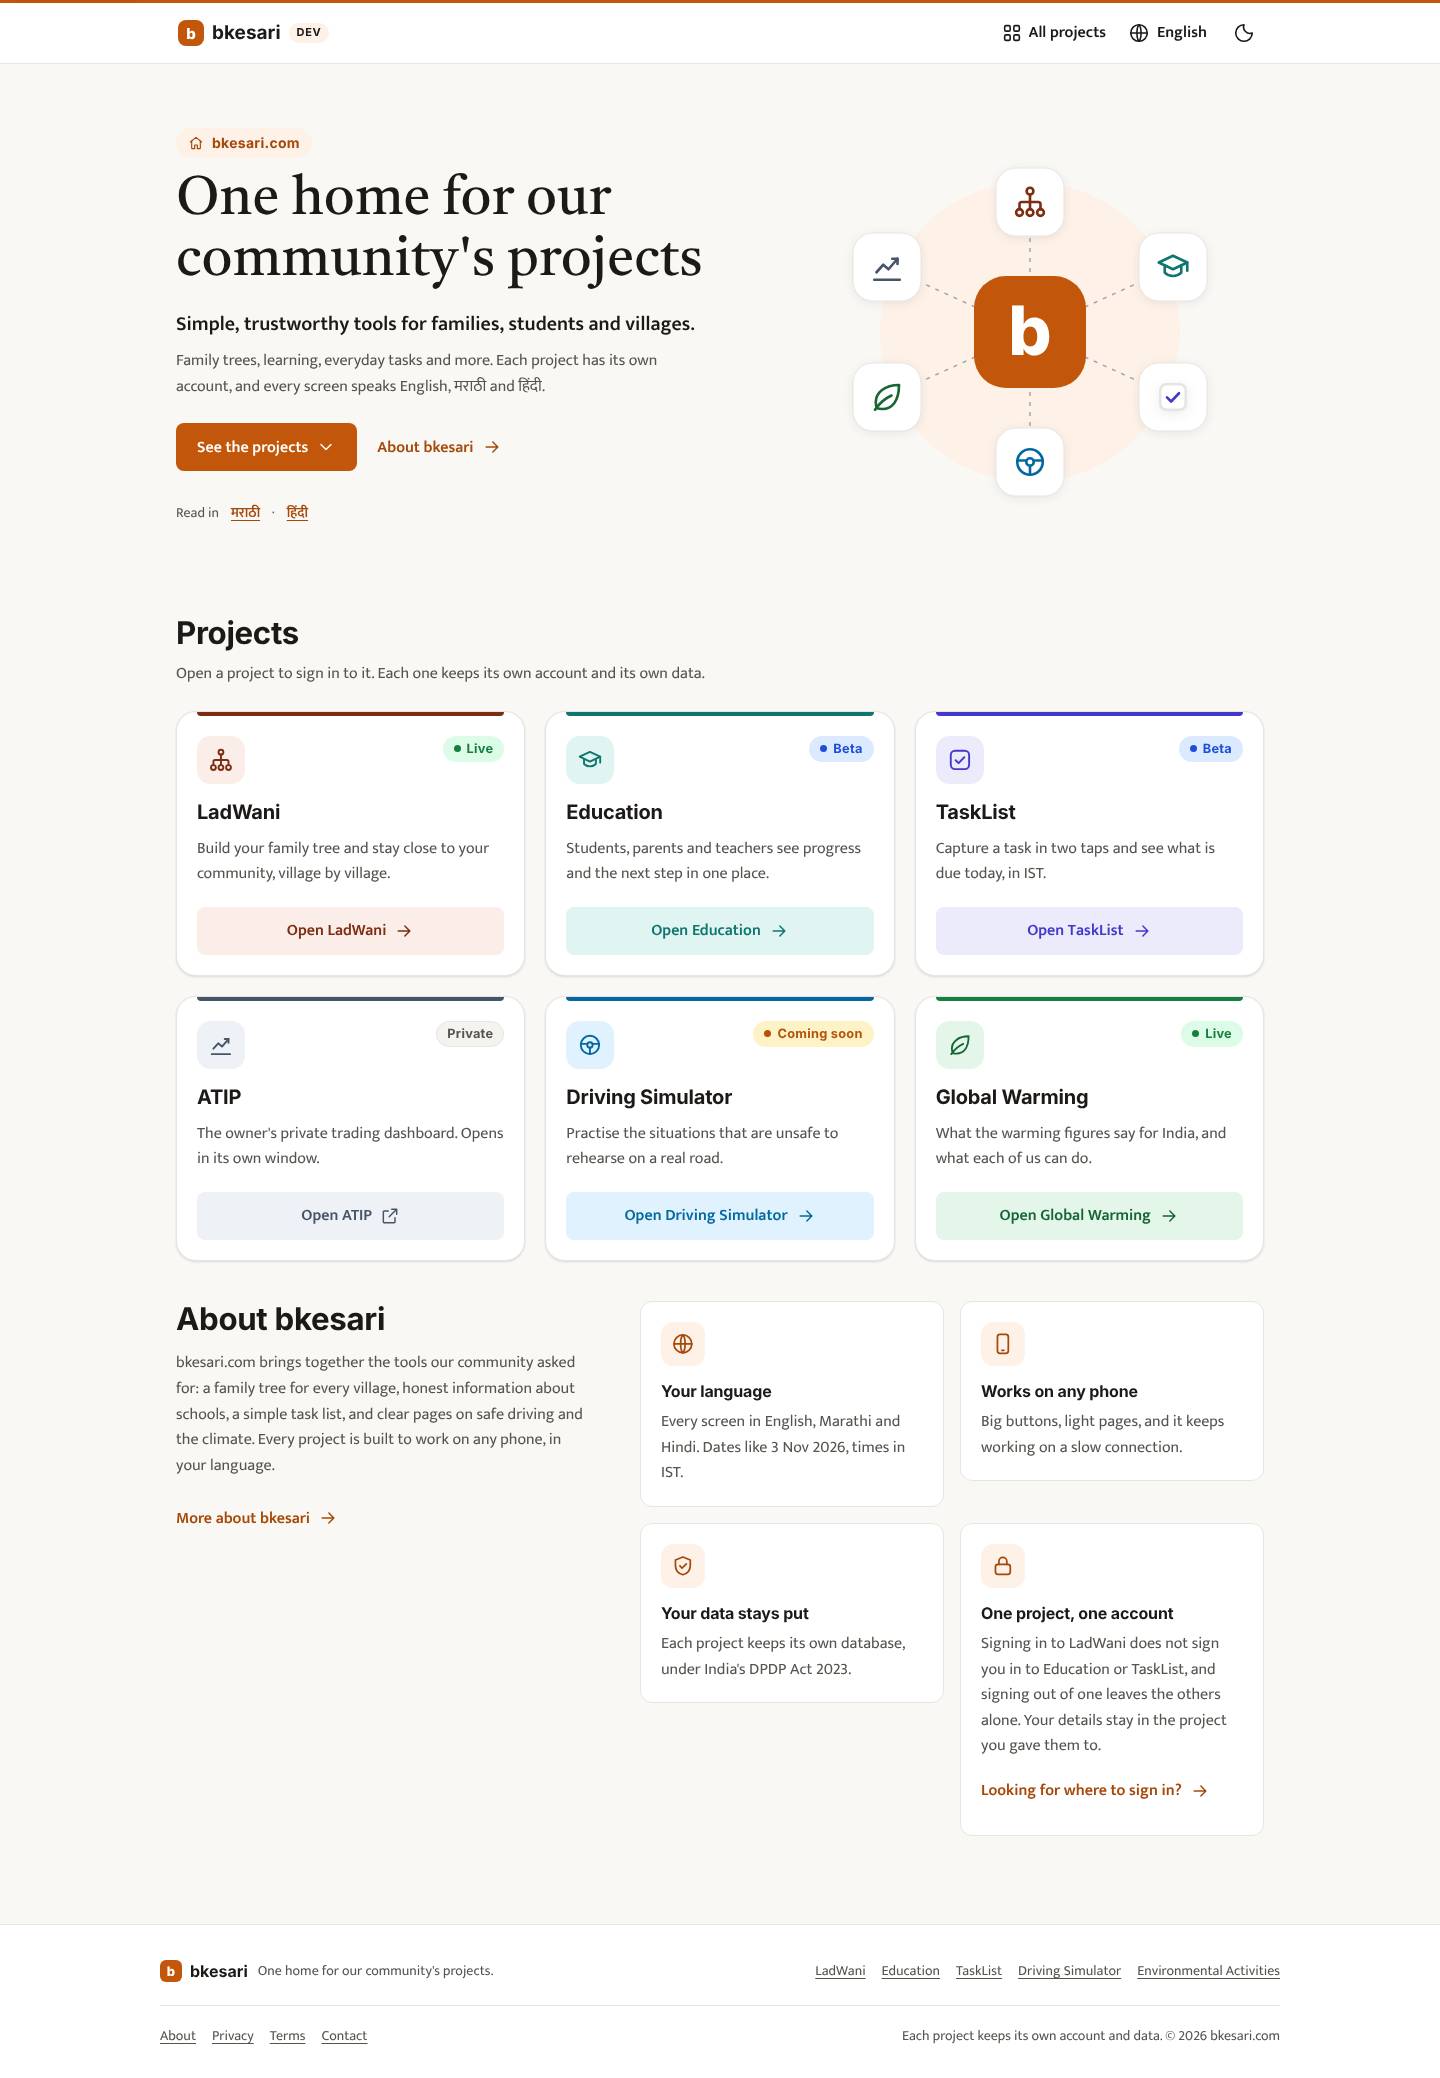 b bkesari DEV
All projects
English
bkesari.com
One home for our
community's projects
Simple, trustworthy tools for families, students and villages.
Family trees, learning, everyday tasks and more. Each project has its own
account, and every screen speaks English, मराठी and हिंदी.
See the projects
About bkesari
Read in मराठी · हिंदी
b
Projects
Open a project to sign in to it. Each one keeps its own account and its own data.
Live
LadWani
Build your family tree and stay close to your
community, village by village.
Open LadWani
Beta
Education
Students, parents and teachers see progress
and the next step in one place.
Open Education
Beta
TaskList
Capture a task in two taps and see what is
due today, in IST.
Open TaskList
Private
ATIP
The owner's private trading dashboard. Opens
in its own window.
Open ATIP
Coming soon
Driving Simulator
Practise the situations that are unsafe to
rehearse on a real road.
Open Driving Simulator
Live
Global Warming
What the warming figures say for India, and
what each of us can do.
Open Global Warming
About bkesari
bkesari.com brings together the tools our community asked
for: a family tree for every village, honest information about
schools, a simple task list, and clear pages on safe driving and
the climate. Every project is built to work on any phone, in
your language.
More about bkesari
Your language
Every screen in English, Marathi and
Hindi. Dates like 3 Nov 2026, times in
IST.
Works on any phone
Big buttons, light pages, and it keeps
working on a slow connection.
Your data stays put
Each project keeps its own database,
under India's DPDP Act 2023.
One project, one account
Signing in to LadWani does not sign
you in to Education or TaskList, and
signing out of one leaves the others
alone. Your details stay in the project
you gave them to.
Looking for where to sign in?
b bkesari One home for our community's projects.
LadWani Education TaskList Driving Simulator Environmental Activities
About Privacy Terms Contact
Each project keeps its own account and data. © 2026 bkesari.com